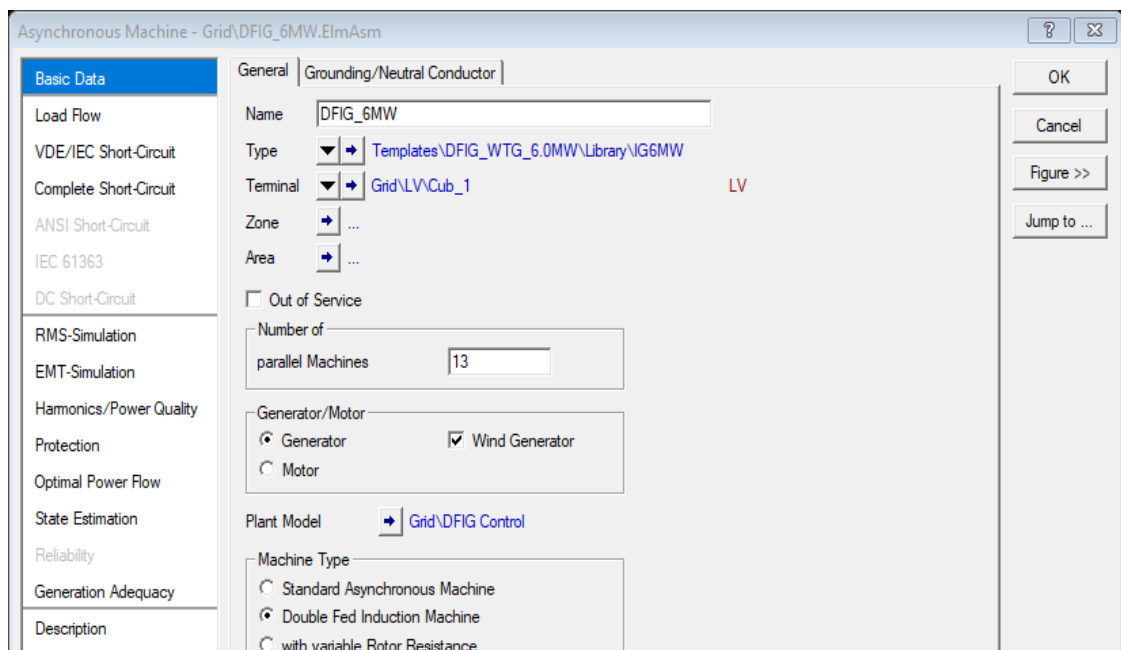 Asynchronous Machine - Grid\DFIG_6MW.ElmAsm
?
Basic Data
Load Flow
VDE/IEC Short-Circuit
Complete Short-Circuit
ANSI Short-Circuit
IEC 61363
DC Short-Circuit
RMS-Simulation
EMT-Simulation
Harmonics/Power Quality
Protection
Optimal Power Flow
State Estimation
Reliability
Generation Adequacy
Description
General Grounding/Neutral Conductor
Name DFIG_6MW
Type Templates\DFIG_WTG_6.0MW\Library\IG6MW
Terminal Grid\LV\Cub_1 LV
Zone ...
Area ...
Out of Service
Number of
parallel Machines 13
Generator/Motor
Generator Wind Generator
Motor
Plant Model Grid\DFIG Control
Machine Type
Standard Asynchronous Machine
Double Fed Induction Machine
with variable Rotor Resistance
OK
Cancel
Figure >>
Jump to ...